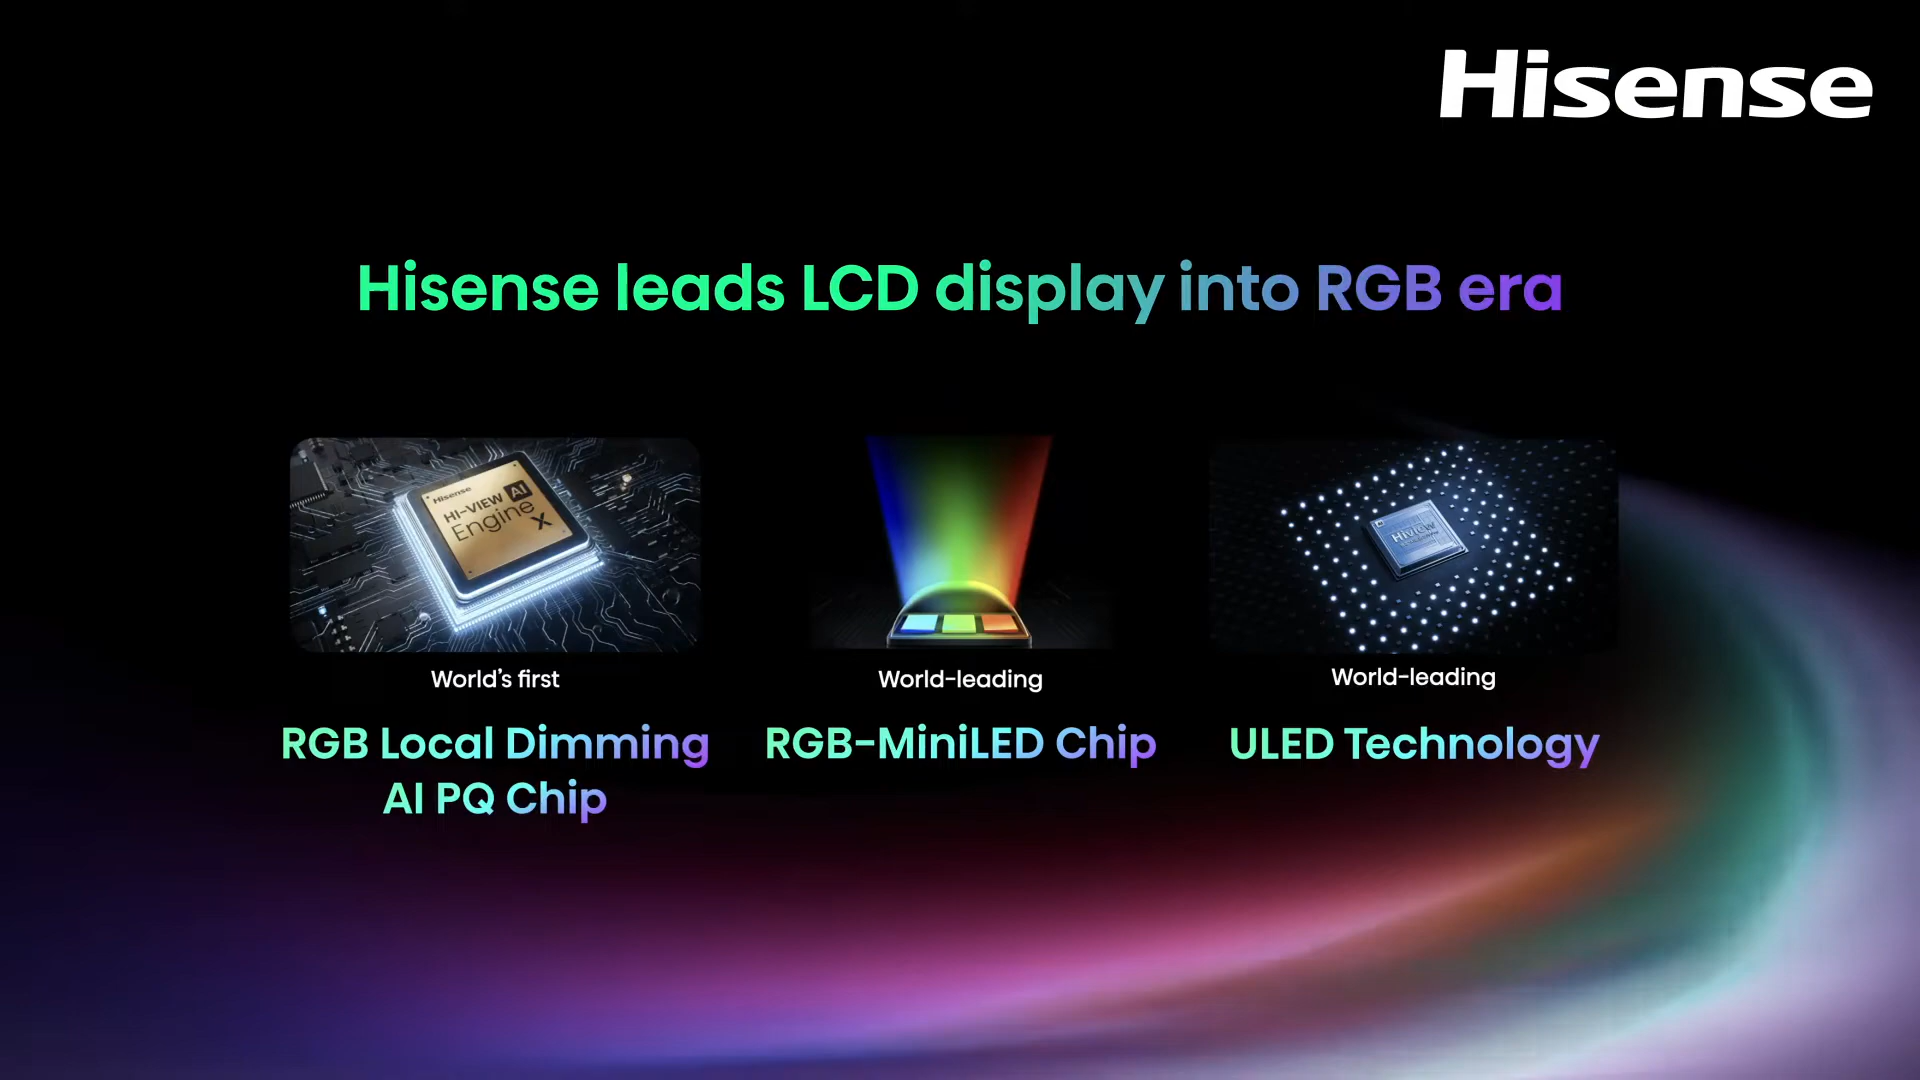 Hisense
Hisense leads LCD display into RGB era
Hisense
HI-VIEW AI
Engine
X
World's first
RGB Local Dimming
AI PQ Chip
World-leading
RGB-MiniLED Chip
HiView
World-leading
ULED Technology